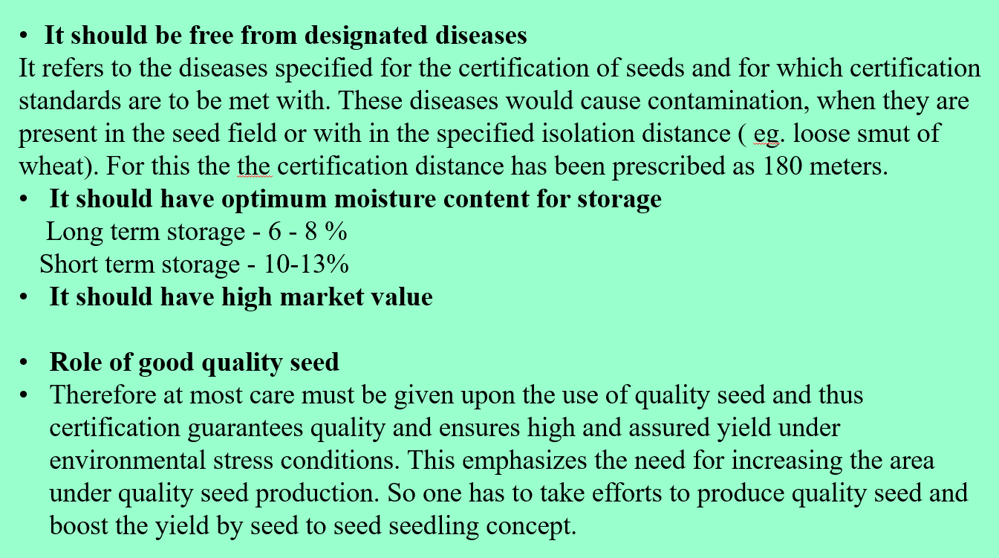 • It should be free from designated diseases
It refers to the diseases specified for the certification of seeds and for which certification
standards are to be met with. These diseases would cause contamination, when they are
present in the seed field or with in the specified isolation distance ( eg. loose smut of
wheat). For this the the certification distance has been prescribed as 180 meters.
• It should have optimum moisture content for storage
Long term storage - 6 - 8 %
Short term storage - 10-13%
• It should have high market value
• Role of good quality seed
• Therefore at most care must be given upon the use of quality seed and thus
certification guarantees quality and ensures high and assured yield under
environmental stress conditions. This emphasizes the need for increasing the area
under quality seed production. So one has to take efforts to produce quality seed and
boost the yield by seed to seed seedling concept.